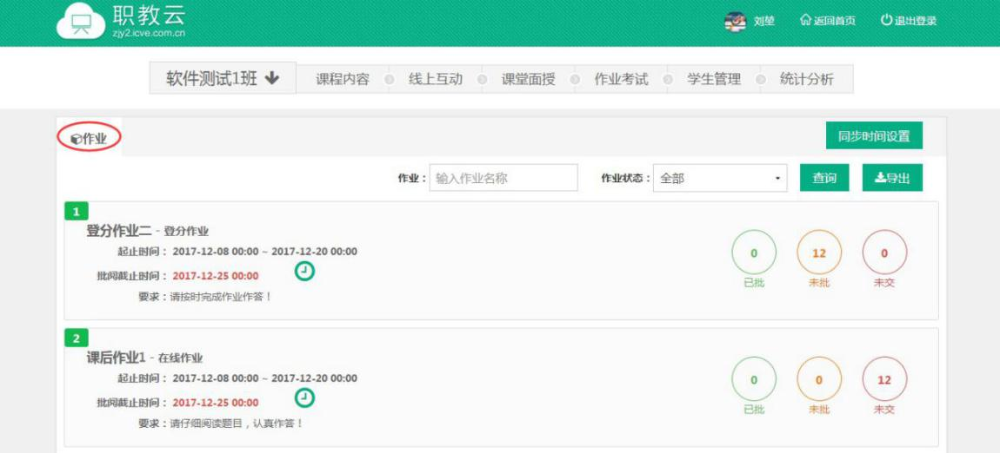 职教云
zjy2.icve.com.cn
刘堃 返回首页 退出登录
软件测试1班 课程内容 线上互动 课堂面授 作业考试 学生管理 统计分析
作业 同步时间设置
作业： 输入作业名称 作业状态： 全部 查询 导出
1
登分作业二 - 登分作业
起止时间： 2017-12-08 00:00 ~ 2017-12-20 00:00
批阅截止时间： 2017-12-25 00:00
要求：请按时完成作业作答！
0 12 0
已批 未批 未交
2
课后作业1 - 在线作业
起止时间： 2017-12-08 00:00 ~ 2017-12-20 00:00
批阅截止时间： 2017-12-25 00:00
要求：请仔细阅读题目，认真作答！
0 0 12
已批 未批 未交